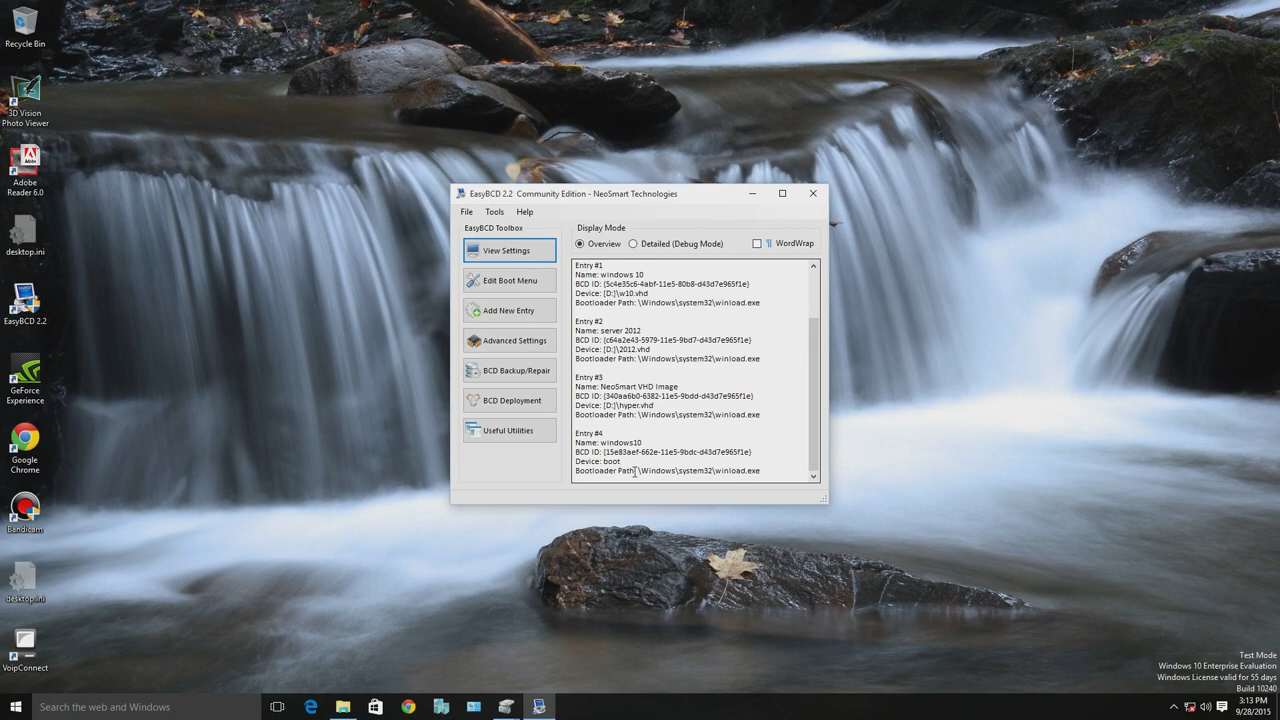 Recycle Bin
3D Vision
Photo Viewer
Adobe
Adobe
Reader 6.0
desktop.ini
EasyBCD 2.2
GeForce
Experience
Google
Chrome
Bandicam
desktop.ini
VoipConnect
EasyBCD 2.2 Community Edition - NeoSmart Technologies
File Tools Help
EasyBCD Toolbox
View Settings
Edit Boot Menu
Add New Entry
Advanced Settings
BCD Backup/Repair
BCD Deployment
Useful Utilities
Display Mode
Overview Detailed (Debug Mode) ¶ WordWrap
Entry #1
Name: windows 10
BCD ID: {5c4e35c6-4abf-11e5-80b8-d43d7e965f1e}
Device: [D:]\w10.vhd
Bootloader Path: \Windows\system32\winload.exe
Entry #2
Name: server 2012
BCD ID: {c64a2e43-5979-11e5-9bd7-d43d7e965f1e}
Device: [D:]\2012.vhd
Bootloader Path: \Windows\system32\winload.exe
Entry #3
Name: NeoSmart VHD Image
BCD ID: {340aa6b0-6382-11e5-9bdd-d43d7e965f1e}
Device: [D:]\hyper.vhd
Bootloader Path: \Windows\system32\winload.exe
Entry #4
Name: windows10
BCD ID: {15e83aef-662e-11e5-9bdc-d43d7e965f1e}
Device: boot
Bootloader Path: \Windows\system32\winload.exe
Test Mode
Windows 10 Enterprise Evaluation
Windows License valid for 55 days
Build 10240
Search the web and Windows
3:13 PM
9/28/2015